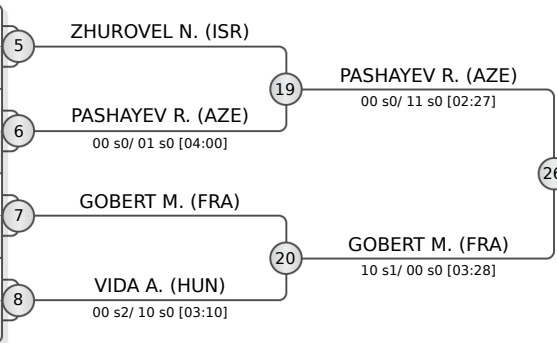 5
ZHUROVEL N. (ISR)
19
PASHAYEV R. (AZE)
00 s0/ 11 s0 [02:27]
6
PASHAYEV R. (AZE)
00 s0/ 01 s0 [04:00]
26
7
GOBERT M. (FRA)
20
GOBERT M. (FRA)
10 s1/ 00 s0 [03:28]
8
VIDA A. (HUN)
00 s2/ 10 s0 [03:10]